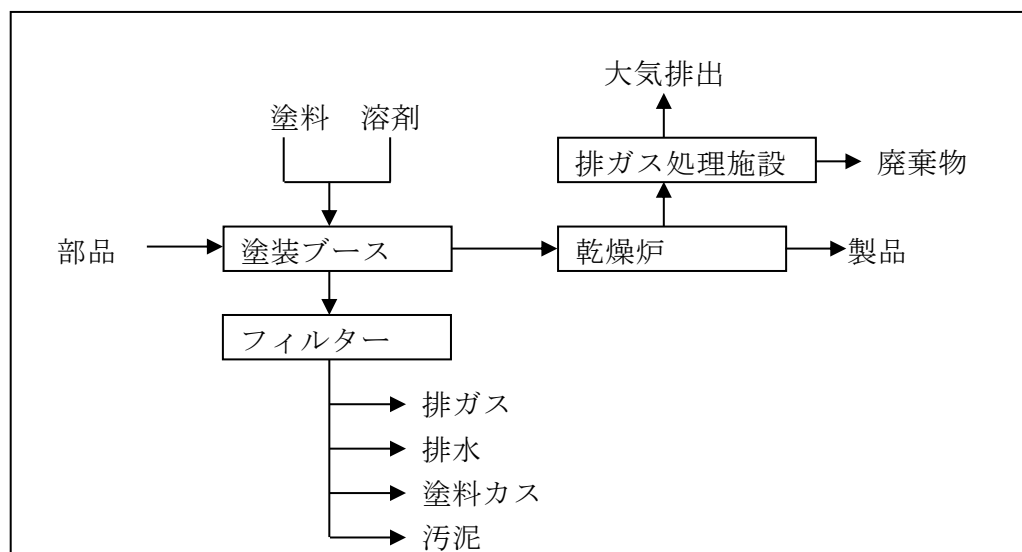 大気排出
塗料 溶剤
排ガス処理施設 廃棄物
部品 塗装ブース 乾燥炉 製品
フィルター
排ガス
排水
塗料カス
汚泥